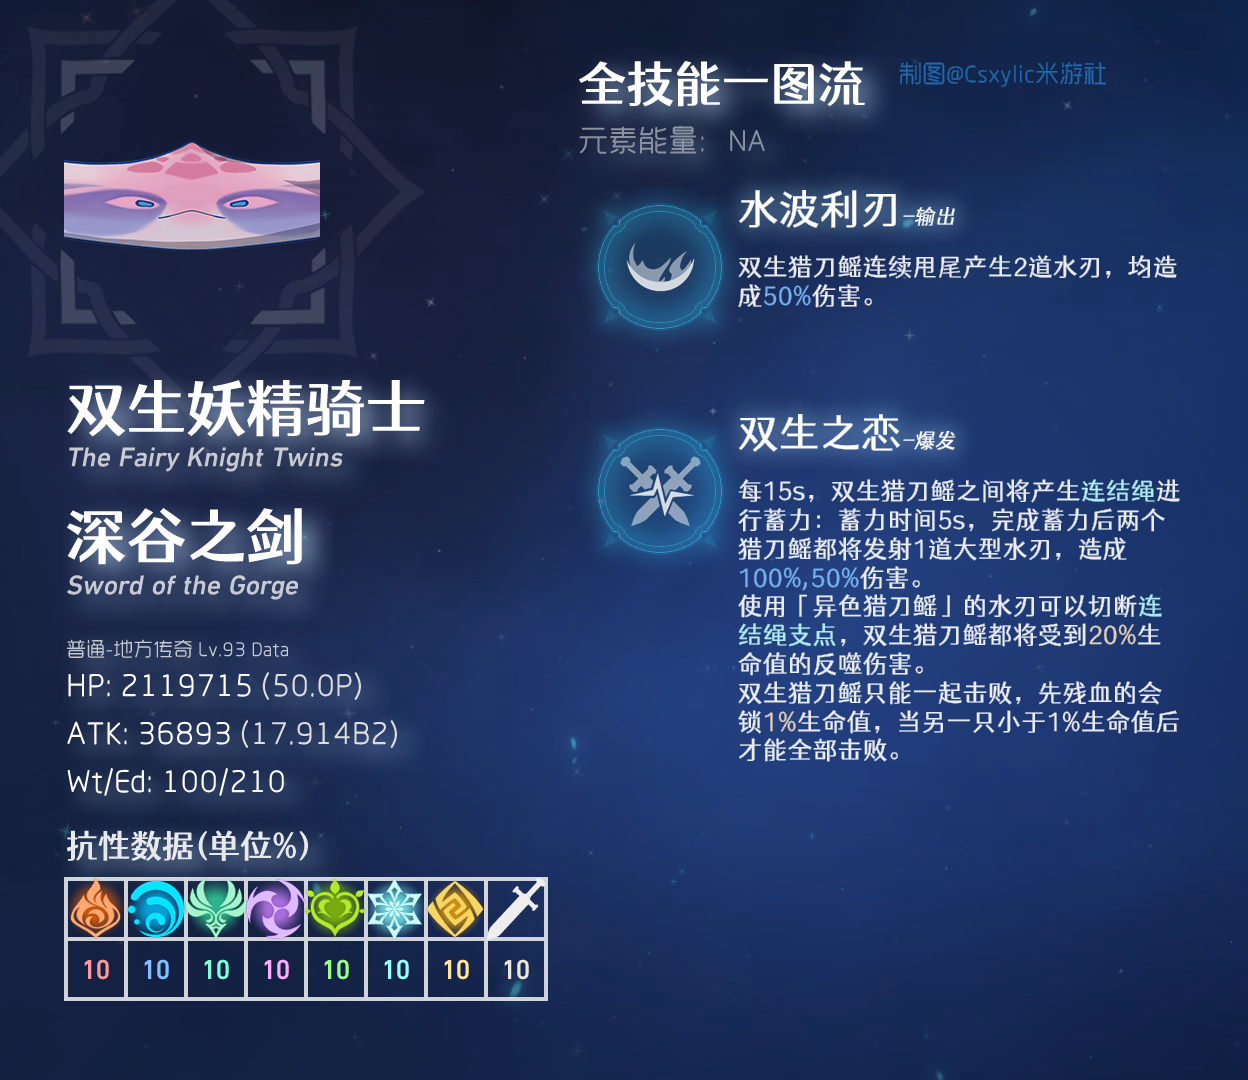 全技能一图流
制图@Csxylic米游社
元素能量： NA
水波利刃-输出
双生猎刀鳐连续甩尾产生2道水刃，均造
成50%伤害。
双生妖精骑士
The Fairy Knight Twins
深谷之剑
Sword of the Gorge
普通-地方传奇 Lv.93 Data
HP: 2119715 (50.0P)
ATK: 36893 (17.914B2)
Wt/Ed: 100/210
抗性数据(单位%)
10 10 10 10 10 10 10 10
双生之恋-爆发
每15s，双生猎刀鳐之间将产生连结绳进
行蓄力：蓄力时间5s，完成蓄力后两个
猎刀鳐都将发射1道大型水刃，造成
100%,50%伤害。
使用「异色猎刀鳐」的水刃可以切断连
结绳支点，双生猎刀鳐都将受到20%生
命值的反噬伤害。
双生猎刀鳐只能一起击败，先残血的会
锁1%生命值，当另一只小于1%生命值后
才能全部击败。